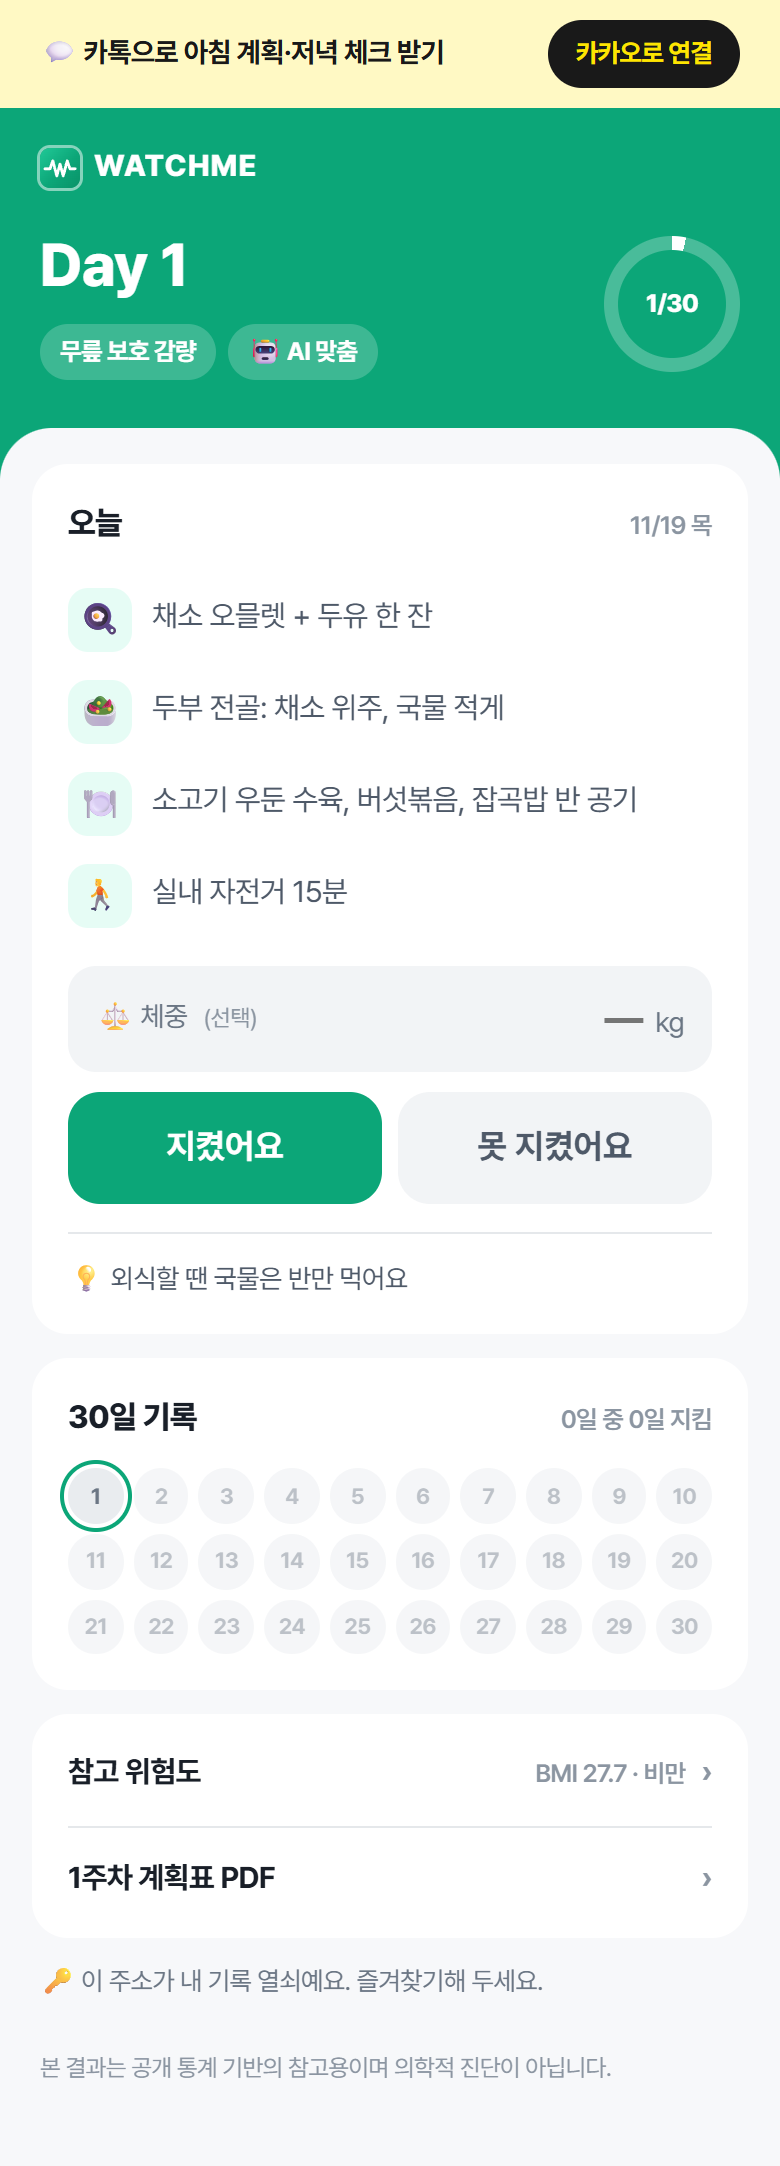 카톡으로 아침 계획·저녁 체크 받기
카카오로 연결
WATCHME
Day 1
1/30
무릎 보호 감량
AI 맞춤
오늘
11/19 목
채소 오믈렛 + 두유 한 잔
두부 전골: 채소 위주, 국물 적게
소고기 우둔 수육, 버섯볶음, 잡곡밥 반 공기
실내 자전거 15분
체중 (선택)
— kg
지켰어요
못 지켰어요
외식할 땐 국물은 반만 먹어요
30일 기록
0일 중 0일 지킴
1 2 3 4 5 6 7 8 9 10
11 12 13 14 15 16 17 18 19 20
21 22 23 24 25 26 27 28 29 30
참고 위험도
BMI 27.7 · 비만 ›
1주차 계획표 PDF ›
이 주소가 내 기록 열쇠예요. 즐겨찾기해 두세요.
본 결과는 공개 통계 기반의 참고용이며 의학적 진단이 아닙니다.